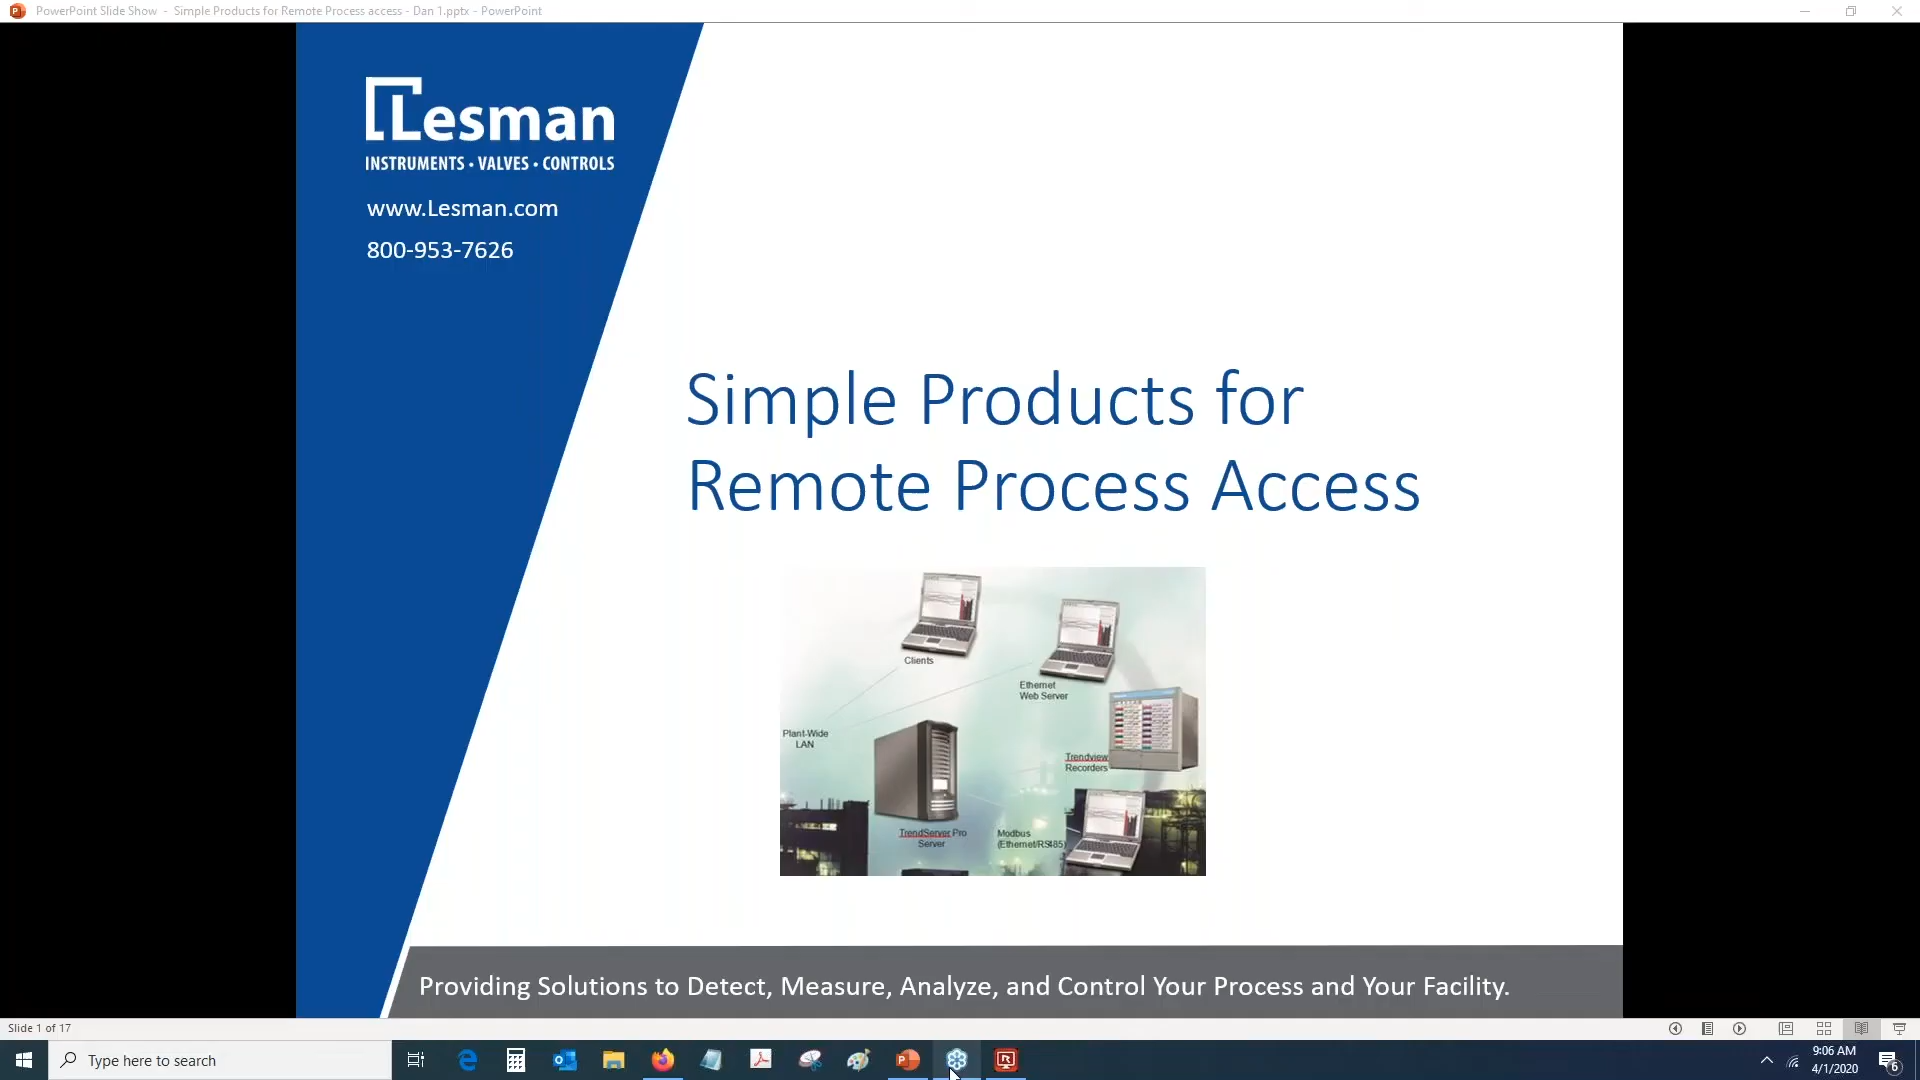 PowerPoint Slide Show - Simple Products for Remote Process access - Dan 1.pptx - PowerPoint
Lesman
INSTRUMENTS • VALVES • CONTROLS
www.Lesman.com
800-953-7626
Simple Products for
Remote Process Access
Clients
Ethernet
Web Server
Plant-Wide
LAN
Trendview
Recorders
TrendServer Pro
Server
Modbus
(Ethernet/RS485)
Providing Solutions to Detect, Measure, Analyze, and Control Your Process and Your Facility.
Slide 1 of 17
Type here to search
9:06 AM
4/1/2020
6